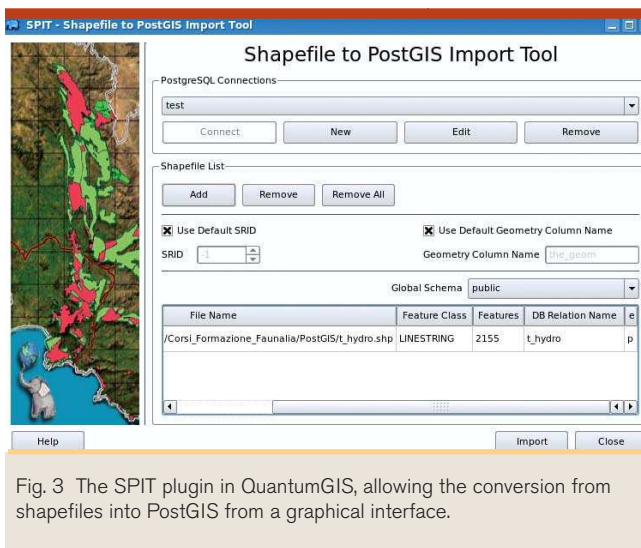 SPIT - Shapefile to PostGIS Import Tool
Shapefile to PostGIS Import Tool
PostgreSQL Connections
test
Connect New Edit Remove
Shapefile List
Add Remove Remove All
Use Default SRID Use Default Geometry Column Name
SRID -1 Geometry Column Name the_geom
Global Schema public
File Name Feature Class Features DB Relation Name e
/Corsi_Formazione_Faunalia/PostGIS/t_hydro.shp LINESTRING 2155 t_hydro p
Help Import Close
Fig. 3 The SPIT plugin in QuantumGIS, allowing the conversion from
shapefiles into PostGIS from a graphical interface.